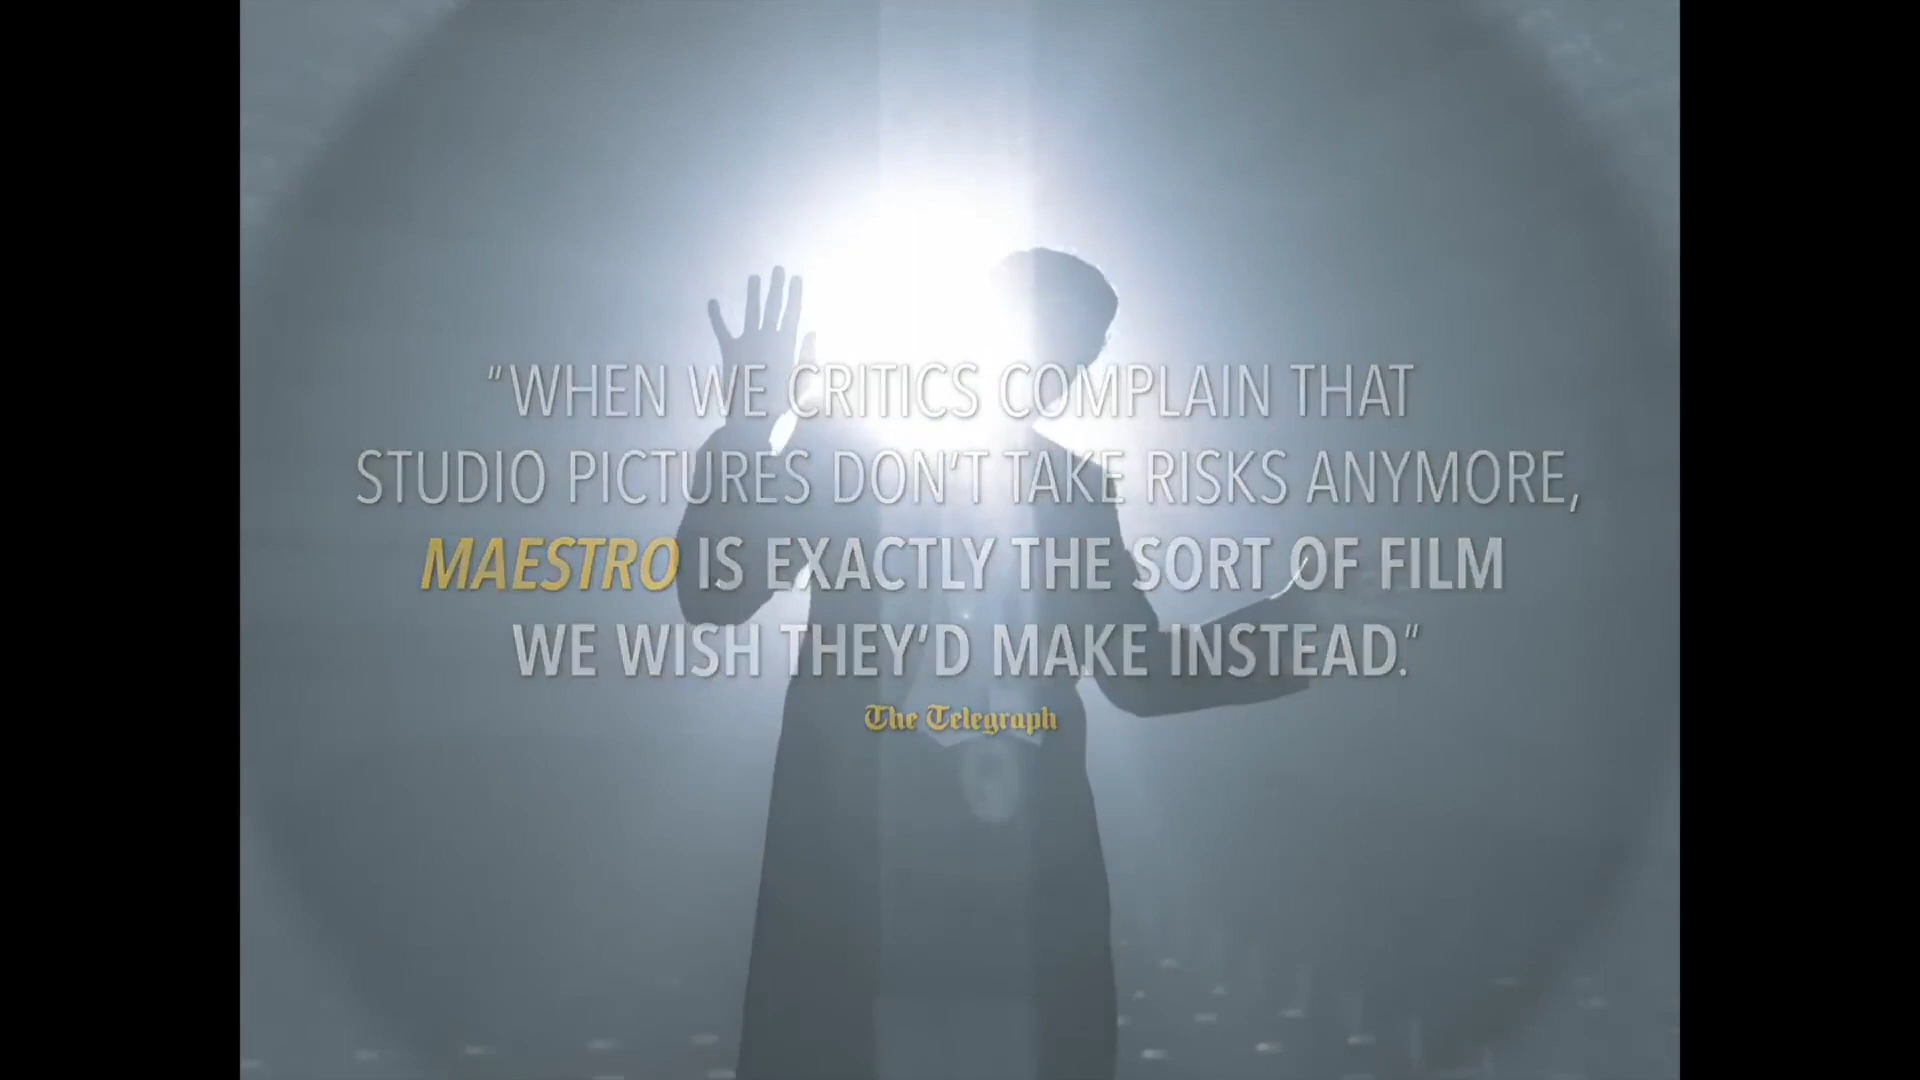 “WHEN WE CRITICS COMPLAIN THAT
STUDIO PICTURES DON’T TAKE RISKS ANYMORE,
MAESTRO IS EXACTLY THE SORT OF FILM
WE WISH THEY’D MAKE INSTEAD.”
The Telegraph